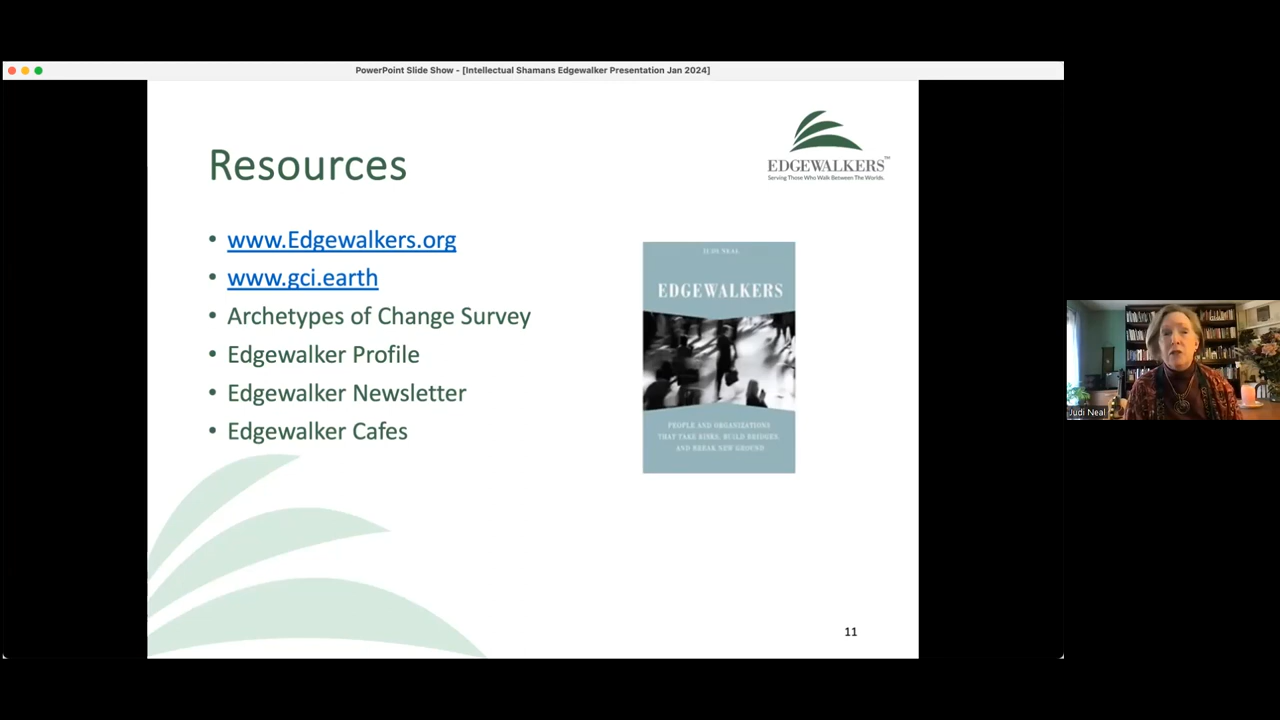 PowerPoint Slide Show - [Intellectual Shamans Edgewalker Presentation Jan 2024]
Resources
EDGEWALKERS™
Serving Those Who Walk Between The Worlds.
• www.Edgewalkers.org
• www.gci.earth
• Archetypes of Change Survey
• Edgewalker Profile
• Edgewalker Newsletter
• Edgewalker Cafes
JUDI NEAL
EDGEWALKERS
PEOPLE AND ORGANIZATIONS
THAT TAKE RISKS, BUILD BRIDGES
AND BREAK NEW GROUND
11
Judi Neal